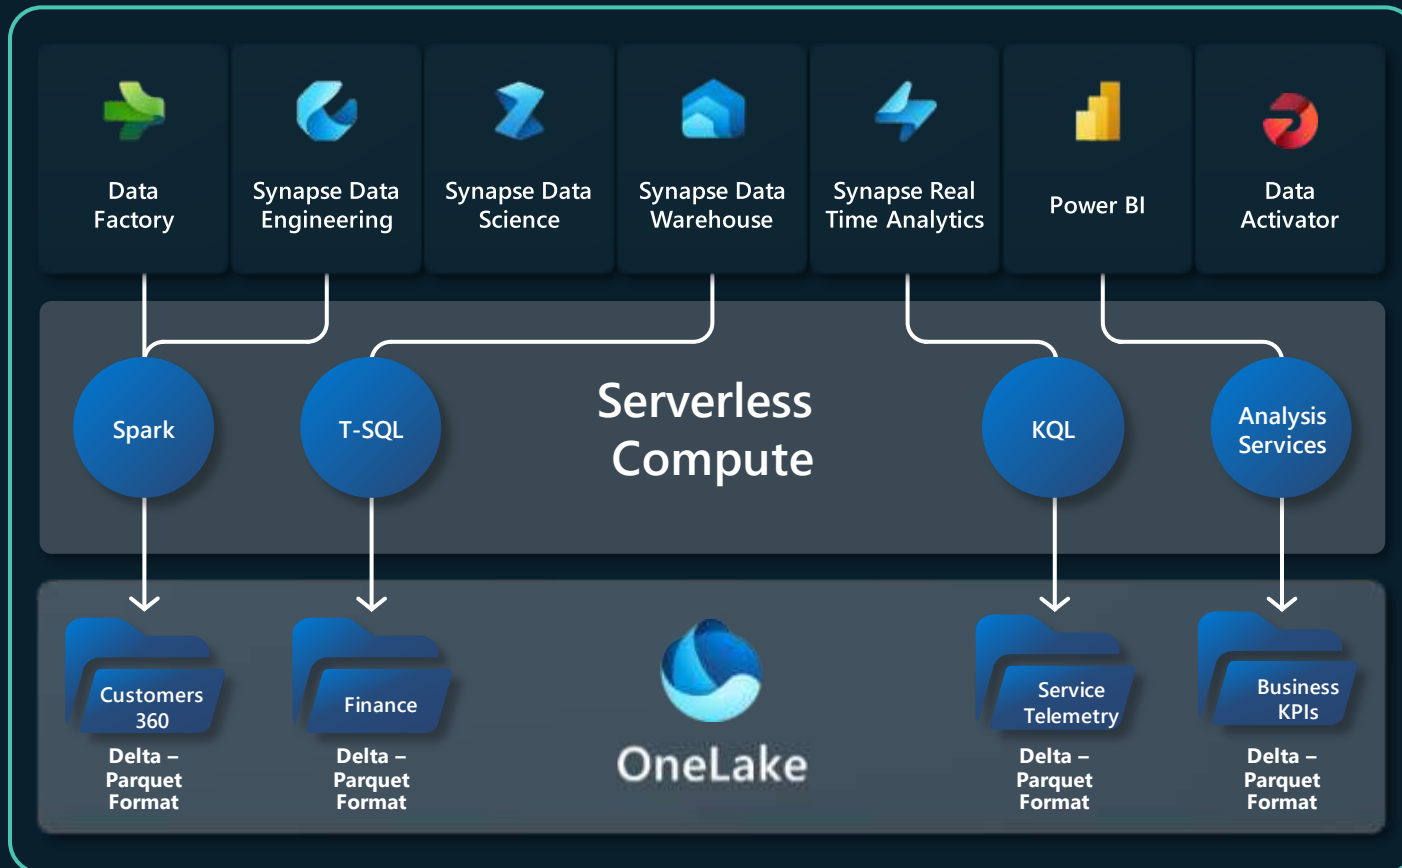 Data
Factory
Synapse Data
Engineering
Synapse Data
Science
Synapse Data
Warehouse
Synapse Real
Time Analytics
Power BI
Data
Activator
Spark
T-SQL
Serverless
Compute
KQL
Analysis
Services
Customers
360
Delta –
Parquet
Format
Finance
Delta –
Parquet
Format
OneLake
Service
Telemetry
Delta –
Parquet
Format
Business
KPIs
Delta –
Parquet
Format